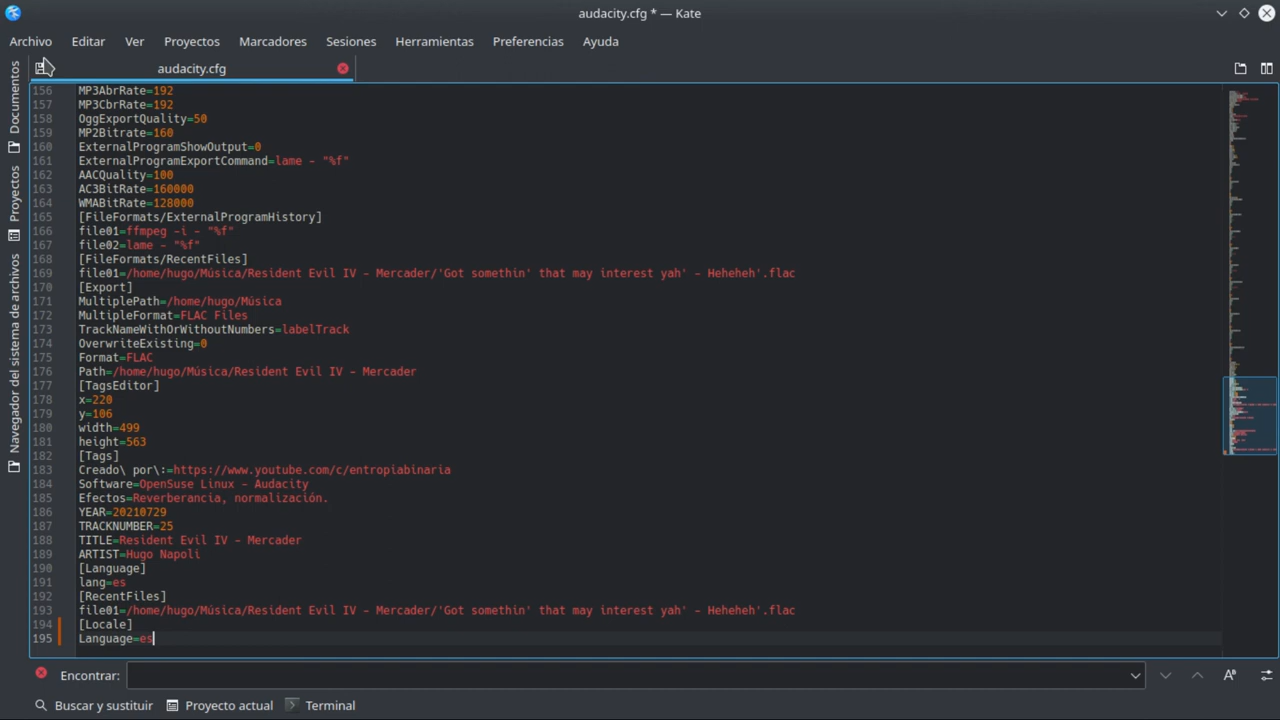 audacity.cfg * — Kate
Archivo Editar Ver Proyectos Marcadores Sesiones Herramientas Preferencias Ayuda
audacity.cfg
Documentos
Proyectos
Navegador del sistema de archivos
156 MP3AbrRate=192
157 MP3CbrRate=192
158 OggExportQuality=50
159 MP2Bitrate=160
160 ExternalProgramShowOutput=0
161 ExternalProgramExportCommand=lame - "%f"
162 AACQuality=100
163 AC3BitRate=160000
164 WMABitRate=128000
165 [FileFormats/ExternalProgramHistory]
166 file01=ffmpeg -i - "%f"
167 file02=lame - "%f"
168 [FileFormats/RecentFiles]
169 file01=/home/hugo/Música/Resident Evil IV - Mercader/'Got somethin' that may interest yah' - Heheheh'.flac
170 [Export]
171 MultiplePath=/home/hugo/Música
172 MultipleFormat=FLAC Files
173 TrackNameWithOrWithoutNumbers=labelTrack
174 OverwriteExisting=0
175 Format=FLAC
176 Path=/home/hugo/Música/Resident Evil IV - Mercader
177 [TagsEditor]
178 x=220
179 y=106
180 width=499
181 height=563
182 [Tags]
183 Creado\ por\:=https://www.youtube.com/c/entropiabinaria
184 Software=OpenSuse Linux - Audacity
185 Efectos=Reverberancia, normalización.
186 YEAR=20210729
187 TRACKNUMBER=25
188 TITLE=Resident Evil IV - Mercader
189 ARTIST=Hugo Napoli
190 [Language]
191 lang=es
192 [RecentFiles]
193 file01=/home/hugo/Música/Resident Evil IV - Mercader/'Got somethin' that may interest yah' - Heheheh'.flac
194 [Locale]
195 Language=es
Encontrar:
Buscar y sustituir Proyecto actual Terminal